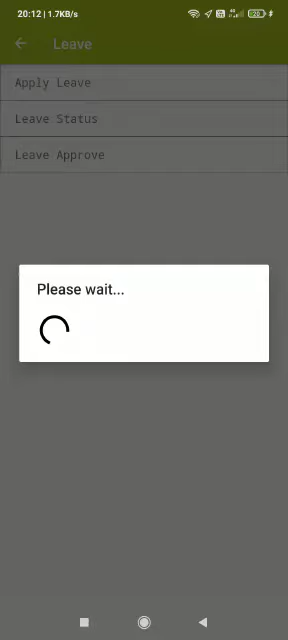 20:12 | 1.7KB/s
Leave
Apply Leave
Leave Status
Leave Approve
Please wait...